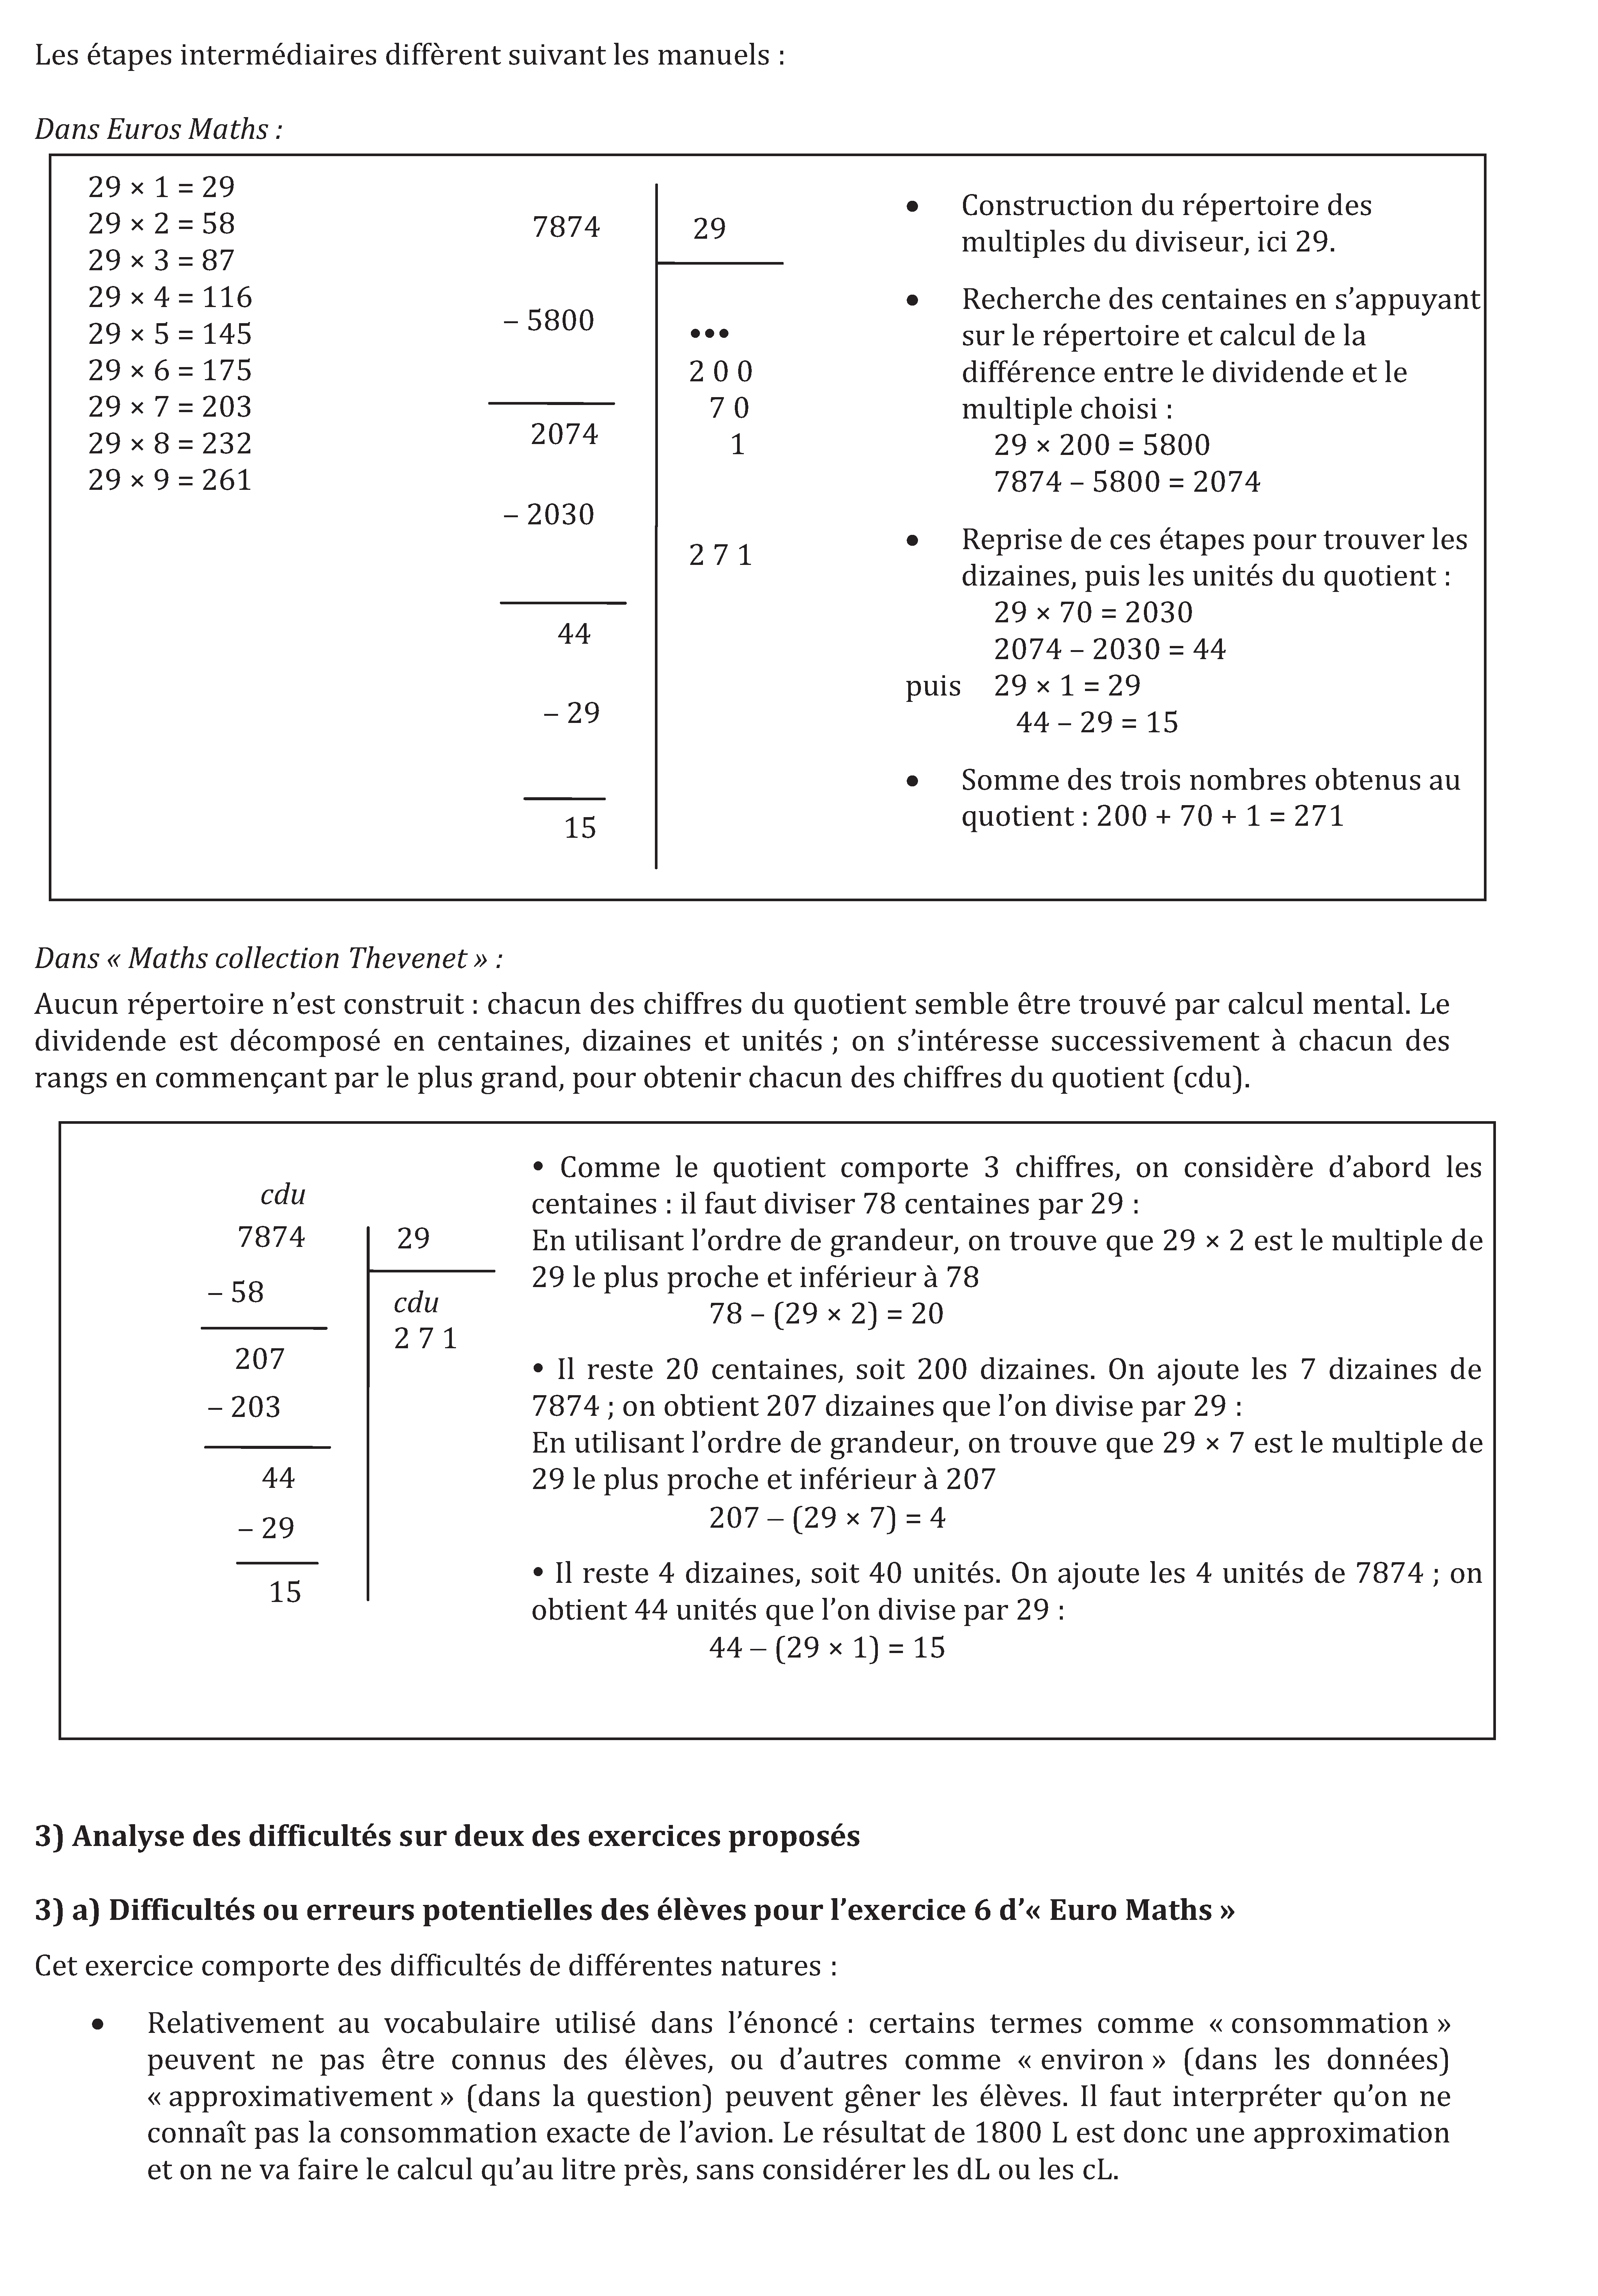 Les étapes intermédiaires diffèrent suivant les manuels :
Dans Euros Maths :
29 × 1 = 29
29 × 2 = 58
29 × 3 = 87
29 × 4 = 116
29 × 5 = 145
29 × 6 = 175
29 × 7 = 203
29 × 8 = 232
29 × 9 = 261
7874
– 5800
2074
– 2030
44
– 29
15
29
•••
2 0 0
7 0
1
2 7 1
• Construction du répertoire des
multiples du diviseur, ici 29.
• Recherche des centaines en s’appuyant
sur le répertoire et calcul de la
différence entre le dividende et le
multiple choisi :
29 × 200 = 5800
7874 – 5800 = 2074
• Reprise de ces étapes pour trouver les
dizaines, puis les unités du quotient :
29 × 70 = 2030
2074 – 2030 = 44
puis 29 × 1 = 29
44 – 29 = 15
• Somme des trois nombres obtenus au
quotient : 200 + 70 + 1 = 271
Dans « Maths collection Thevenet » :
Aucun répertoire n’est construit : chacun des chiffres du quotient semble être trouvé par calcul mental. Le
dividende est décomposé en centaines, dizaines et unités ; on s’intéresse successivement à chacun des
rangs en commençant par le plus grand, pour obtenir chacun des chiffres du quotient (cdu).
cdu
7874
– 58
207
– 203
44
– 29
15
29
cdu
2 7 1
• Comme le quotient comporte 3 chiffres, on considère d’abord les
centaines : il faut diviser 78 centaines par 29 :
En utilisant l’ordre de grandeur, on trouve que 29 × 2 est le multiple de
29 le plus proche et inférieur à 78
78 – (29 × 2) = 20
• Il reste 20 centaines, soit 200 dizaines. On ajoute les 7 dizaines de
7874 ; on obtient 207 dizaines que l’on divise par 29 :
En utilisant l’ordre de grandeur, on trouve que 29 × 7 est le multiple de
29 le plus proche et inférieur à 207
207 – (29 × 7) = 4
• Il reste 4 dizaines, soit 40 unités. On ajoute les 4 unités de 7874 ; on
obtient 44 unités que l’on divise par 29 :
44 – (29 × 1) = 15
3) Analyse des difficultés sur deux des exercices proposés
3) a) Difficultés ou erreurs potentielles des élèves pour l’exercice 6 d’« Euro Maths »
Cet exercice comporte des difficultés de différentes natures :
• Relativement au vocabulaire utilisé dans l’énoncé : certains termes comme « consommation »
peuvent ne pas être connus des élèves, ou d’autres comme « environ » (dans les données)
« approximativement » (dans la question) peuvent gêner les élèves. Il faut interpréter qu’on ne
connaît pas la consommation exacte de l’avion. Le résultat de 1800 L est donc une approximation
et on ne va faire le calcul qu’au litre près, sans considérer les dL ou les cL.